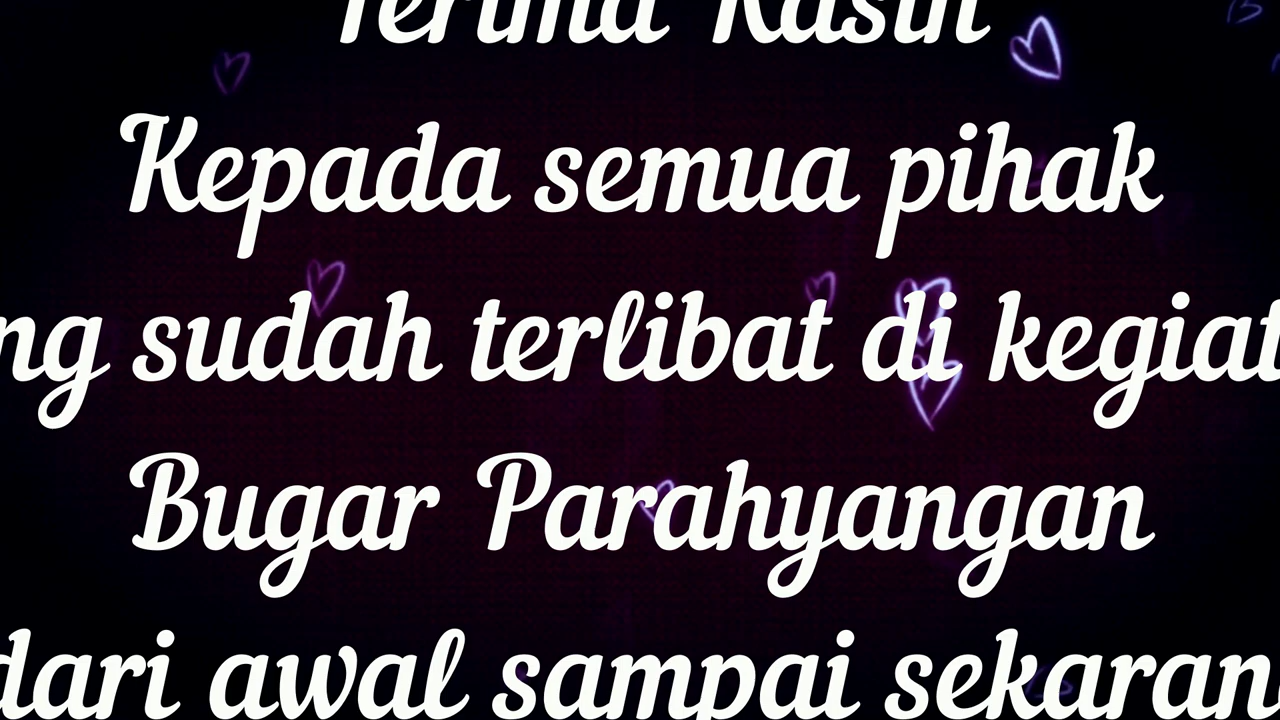 Terima Kasih
Kepada semua pihak
ng sudah terlibat di kegiat
Bugar Parahyangan
dari awal sampai sekaran